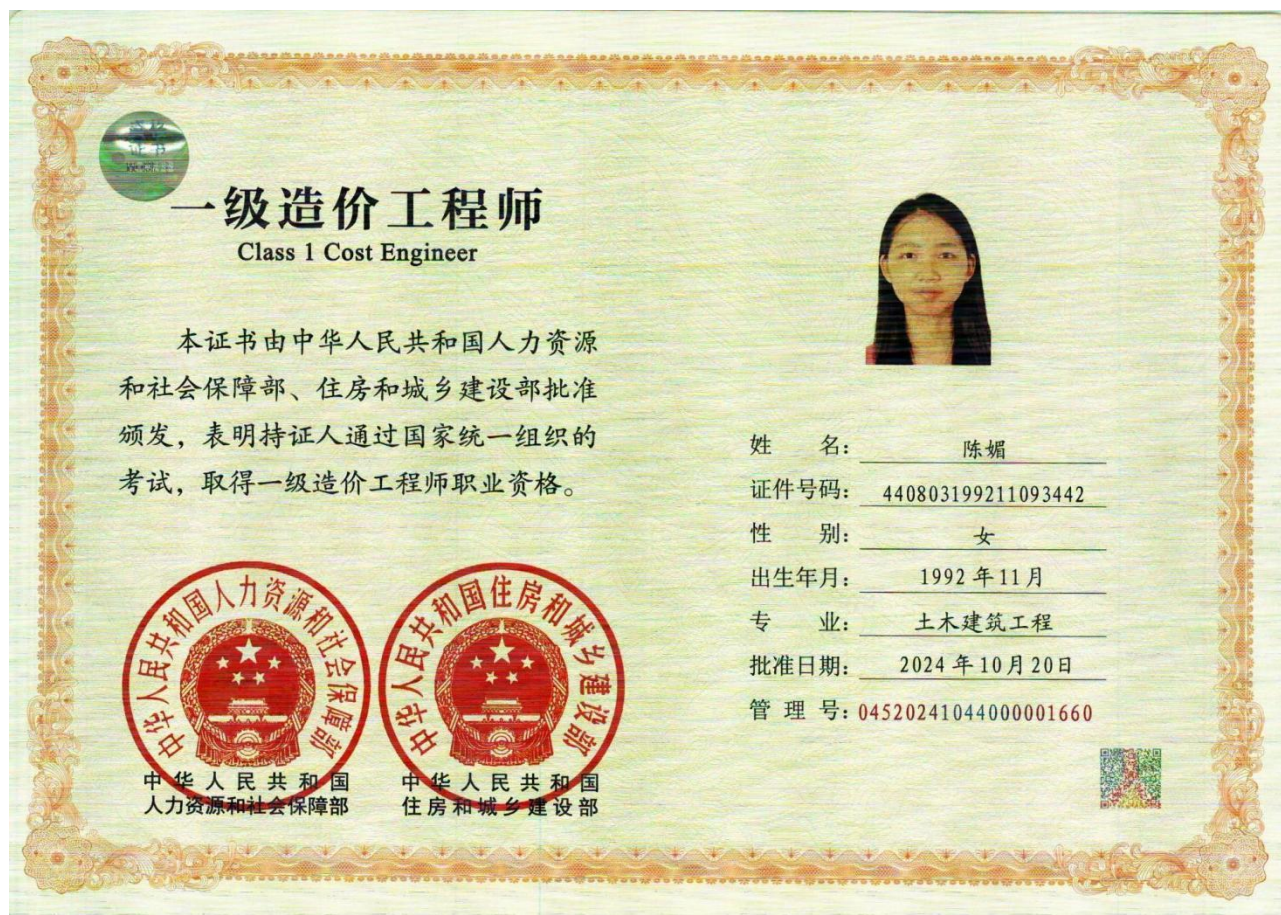 一级造价工程师
Class 1 Cost Engineer
本证书由中华人民共和国人力资源
和社会保障部、住房和城乡建设部批准
颁发，表明持证人通过国家统一组织的
考试，取得一级造价工程师职业资格。
中华人民共和国人力资源和社会保障部
中华人民共和国
人力资源和社会保障部
中华人民共和国住房和城乡建设部
中华人民共和国
住房和城乡建设部
姓 名： 陈媚
证件号码： 440803199211093442
性 别： 女
出生年月： 1992年11月
专 业： 土木建筑工程
批准日期： 2024年10月20日
管 理 号：04520241044000001660